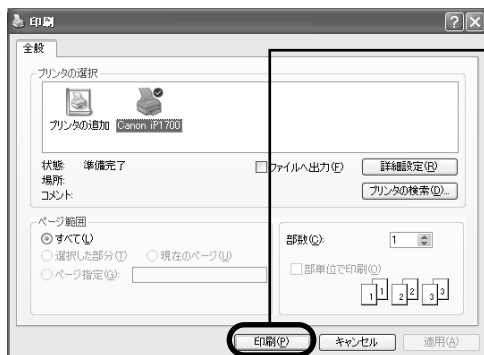 印刷
全般
プリンタの選択
プリンタの追加 Canon iP1700
状態: 準備完了
場所:
コメント:
ファイルへ出力(F)
詳細設定(R)
プリンタの検索(D)...
ページ範囲
すべて(L)
選択した部分(T) 現在のページ(U)
ページ指定(G):
部数(C): 1
部単位で印刷(O)
1 1 2 2 3 3
印刷(P) キャンセル 適用(A)